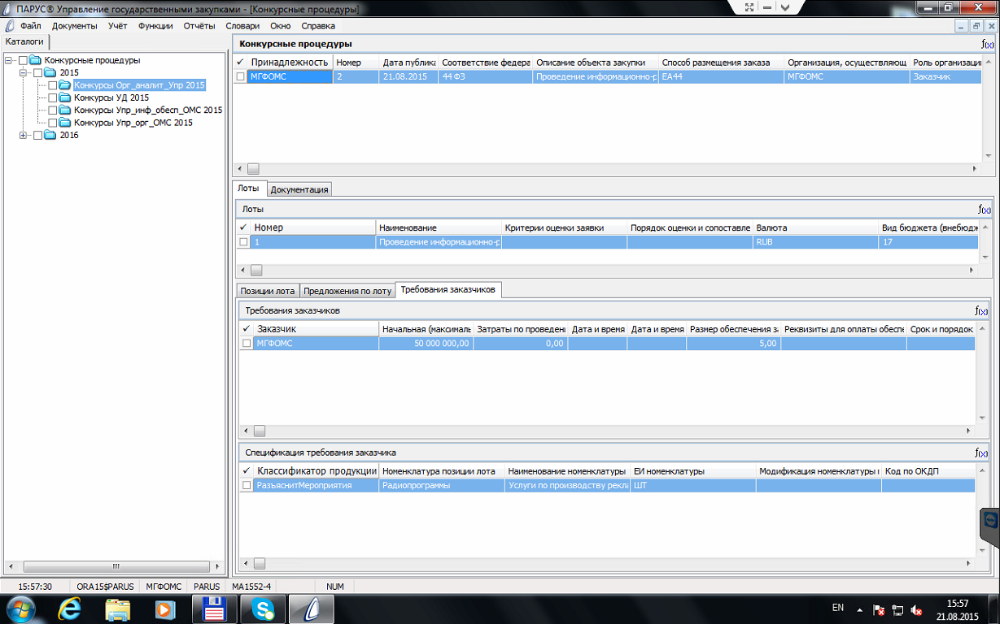 ПАРУС® Управление государственными закупками - [Конкурсные процедуры]
Файл Документы Учёт Функции Отчёты Словари Окно Справка
Каталоги
Конкурсные процедуры
2015
Конкурсы Орг_аналит_Упр 2015
Конкурсы УД 2015
Конкурсы Упр_инф_обесп_ОМС 2015
Конкурсы Упр_орг_ОМС 2015
2016
Конкурсные процедуры f(x)
Принадлежность Номер Дата публика Соответствие федера Описание объекта закупки Способ размещения заказа Организация, осуществляющ Роль организаци
МГФОМС 2 21.08.2015 44 ФЗ Проведение информационно-р ЕА44 МГФОМС Заказчик
Лоты Документация
Лоты f(x)
Номер Наименование Критерии оценки заявки Порядок оценки и сопоставле Валюта Вид бюджета (внебюдж
1 Проведение информационно-р RUB 17
Позиции лота Предложения по лоту Требования заказчиков
Требования заказчиков f(x)
Заказчик Начальная (максималь Затраты по проведени Дата и время Дата и время Размер обеспечения за Реквизиты для оплаты обеспе Срок и порядок
МГФОМС 50 000 000,00 0,00 5,00
Спецификация требования заказчика f(x)
Классификатор продукции Номенклатура позиции лота Наименование номенклатуры ЕИ номенклатуры Модификация номенклатуры Код по ОКДП
РазъяснитМероприятия Радиопрограммы Услуги по производству рекла ШТ
15:57:30 ORA15$PARUS МГФОМС PARUS MA1552-4 NUM
EN 15:57
21.08.2015